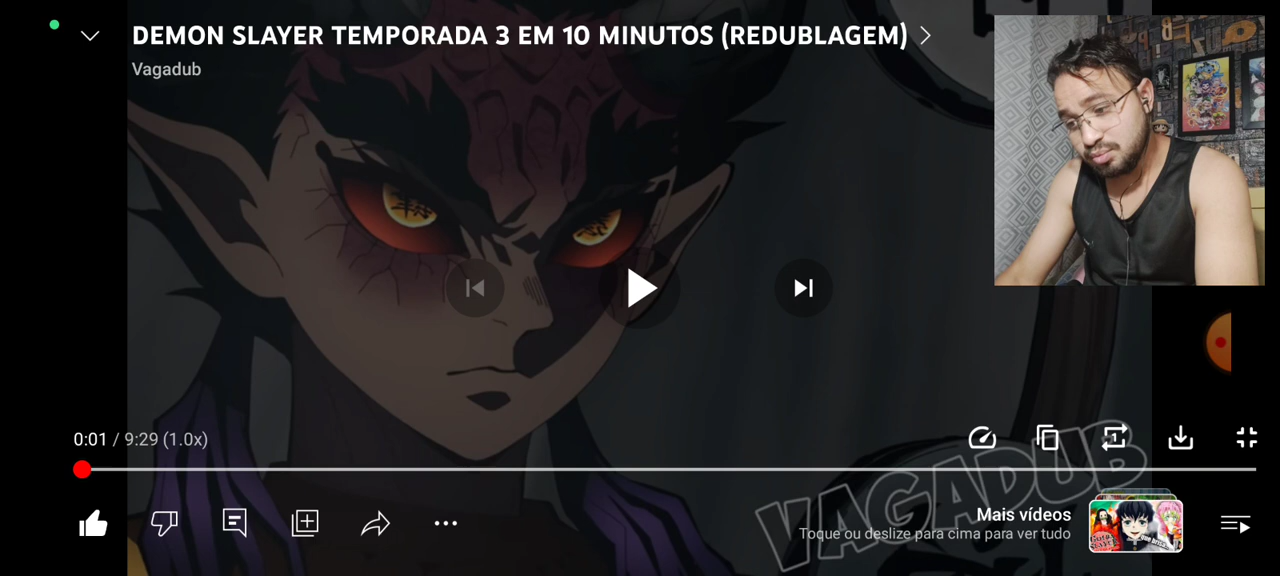 DEMON SLAYER TEMPORADA 3 EM 10 MINUTOS (REDUBLAGEM)
Vagadub
0:01 / 9:29 (1.0x)
1
VAGADUB
Mais vídeos
Toque ou deslize para cima para ver tudo